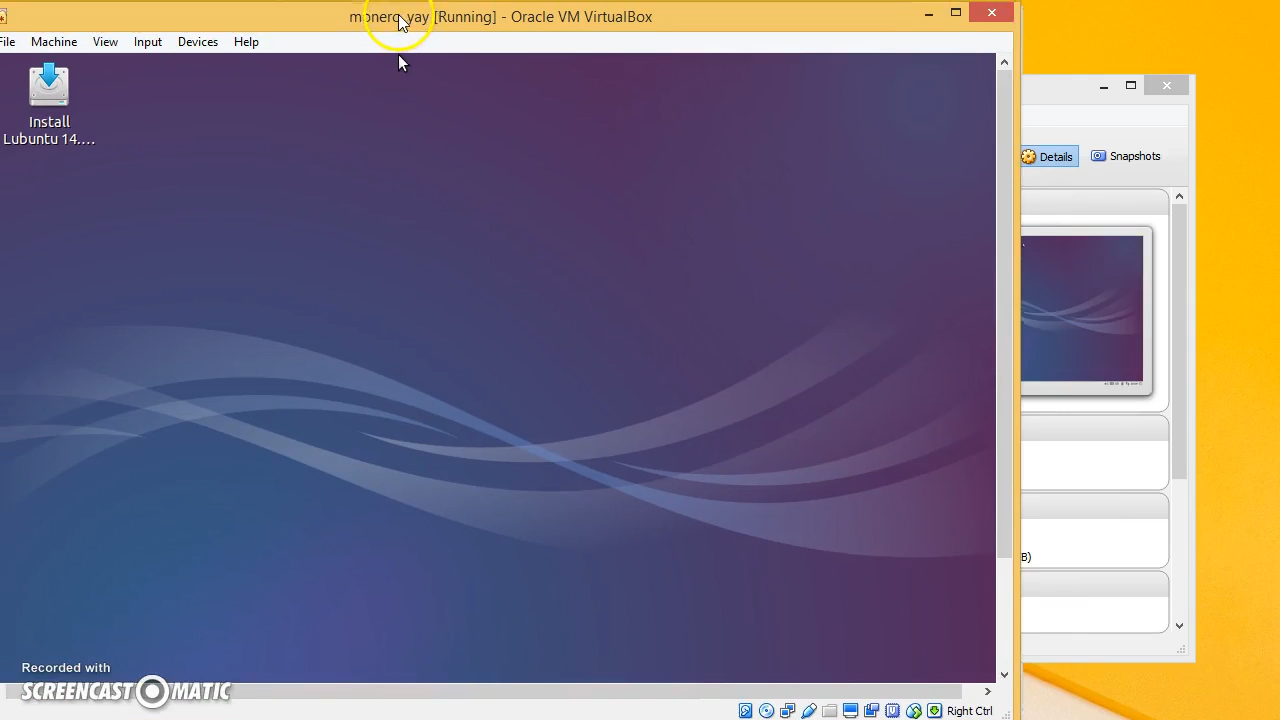 monero_yay [Running] - Oracle VM VirtualBox
File Machine View Input Devices Help
Install
Lubuntu 14....
Details Snapshots
B)
Recorded with
SCREENCAST MATIC
Right Ctrl